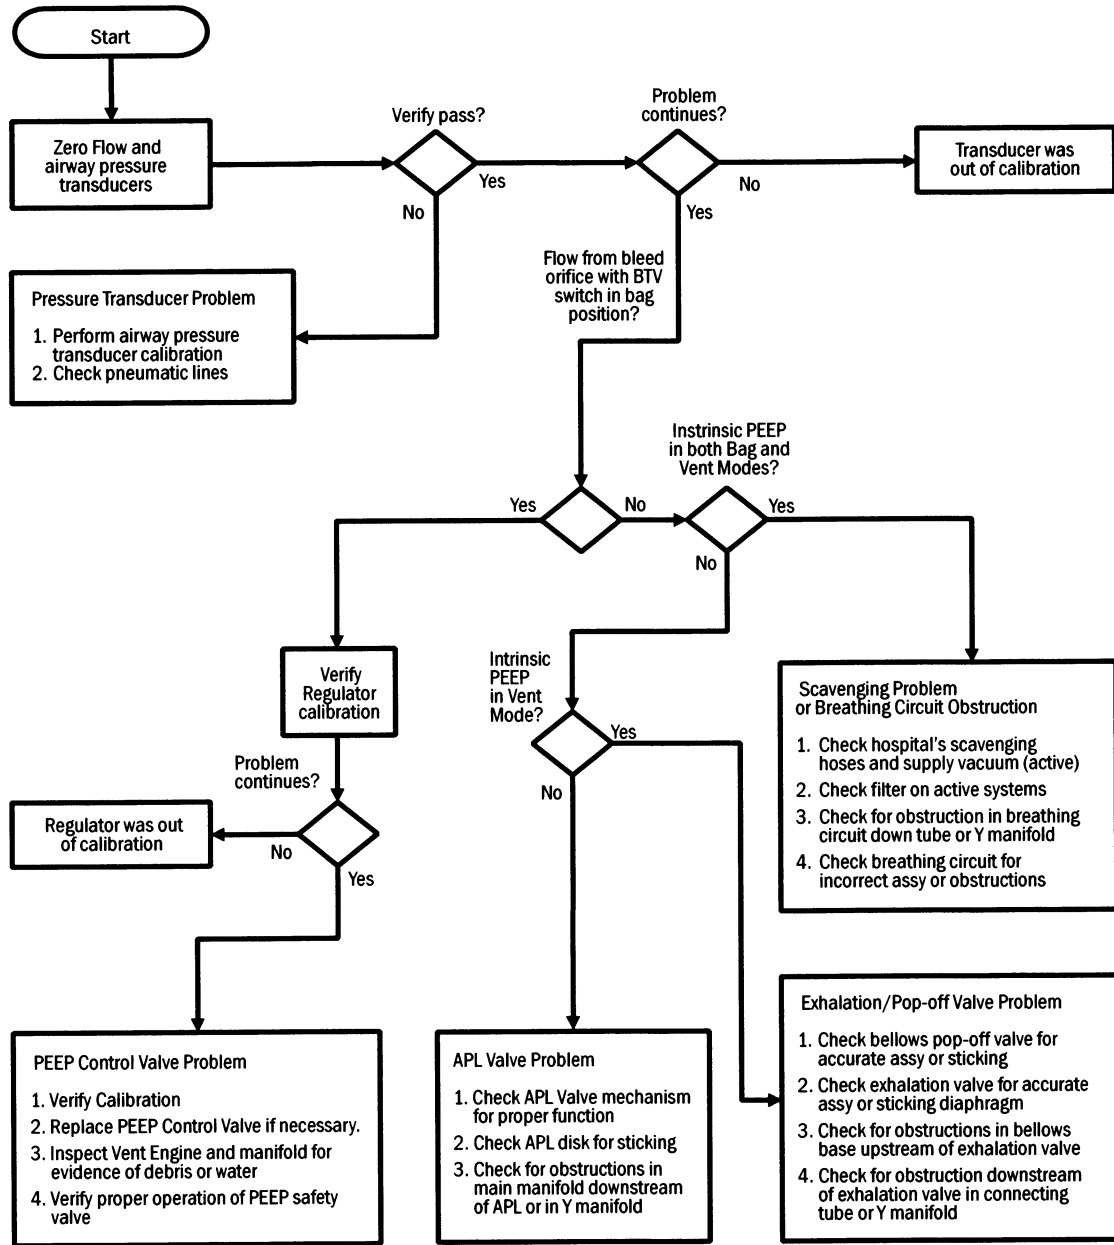 Start
Zero Flow and
airway pressure
transducers
Verify pass?
Yes
No
Problem
continues?
No
Yes
Transducer was
out of calibration
Pressure Transducer Problem
1. Perform airway pressure
transducer calibration
2. Check pneumatic lines
Flow from bleed
orifice with BTV
switch in bag
position?
Yes
No
Instrinsic PEEP
in both Bag and
Vent Modes?
Yes
No
Verify
Regulator
calibration
Problem
continues?
No
Yes
Regulator was out
of calibration
Intrinsic
PEEP
in Vent
Mode?
Yes
No
Scavenging Problem
or Breathing Circuit Obstruction
1. Check hospital's scavenging
hoses and supply vacuum (active)
2. Check filter on active systems
3. Check for obstruction in breathing
circuit down tube or Y manifold
4. Check breathing circuit for
incorrect assy or obstructions
PEEP Control Valve Problem
1. Verify Calibration
2. Replace PEEP Control Valve if necessary.
3. Inspect Vent Engine and manifold for
evidence of debris or water
4. Verify proper operation of PEEP safety
valve
APL Valve Problem
1. Check APL Valve mechanism
for proper function
2. Check APL disk for sticking
3. Check for obstructions in
main manifold downstream
of APL or in Y manifold
Exhalation/Pop-off Valve Problem
1. Check bellows pop-off valve for
accurate assy or sticking
2. Check exhalation valve for accurate
assy or sticking diaphragm
3. Check for obstructions in bellows
base upstream of exhalation valve
4. Check for obstruction downstream
of exhalation valve in connecting
tube or Y manifold